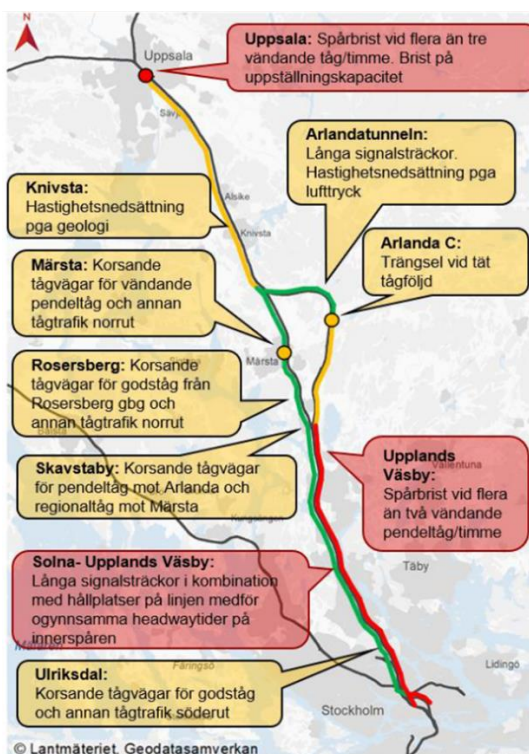 N
Uppsala
Uppsala: Spårbrist vid flera än tre
vändande tåg/timme. Brist på
uppställningskapacitet
Sävja
Arlandatunneln:
Långa signalsträckor.
Hastighetsnedsättning pga
lufttryck
Knivsta:
Hastighetsnedsättning
pga geologi
Alsike
Knivsta
Arlanda C:
Trängsel vid tät
tågföljd
Märsta: Korsande
tågvägar för vändande
pendeltåg och annan
tågtrafik norrut
Märsta
Rosersberg: Korsande
tågvägar för godståg från
Rosersberg gbg och
annan tågtrafik norrut
Skavstaby: Korsande tågvägar
för pendeltåg mot Arlanda och
regionaltåg mot Märsta
Upplands
Väsby:
Spårbrist vid flera
än två vändande
pendeltåg/timme
Vallentuna
Solna- Upplands Väsby:
Långa signalsträckor i kombination
med hållplatser på linjen medför
ogynnsamma headwaytider på
innerspåren
Täby
Färingsö
Lidingö
Ulriksdal:
Korsande tågvägar för godståg
och annan tågtrafik söderut
Stockholm
© Lantmäteriet, Geodatasamverkan